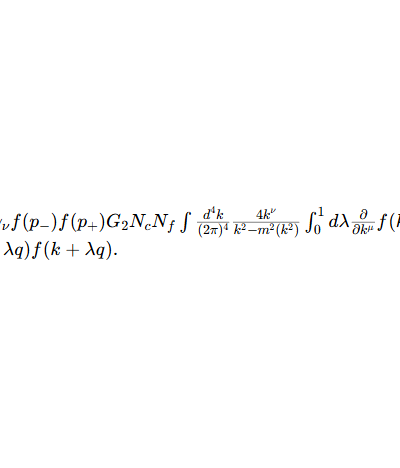 $_{\nu} f(p_-)f(p_+)G_2N_cN_f \int \frac{d^4k}{(2\pi)^4} \frac{4k^\nu}{k^2-m^2(k^2)} \int_0^1 d\lambda \frac{\partial}{\partial k^\mu} f($
$\lambda q)f(k+\lambda q).$